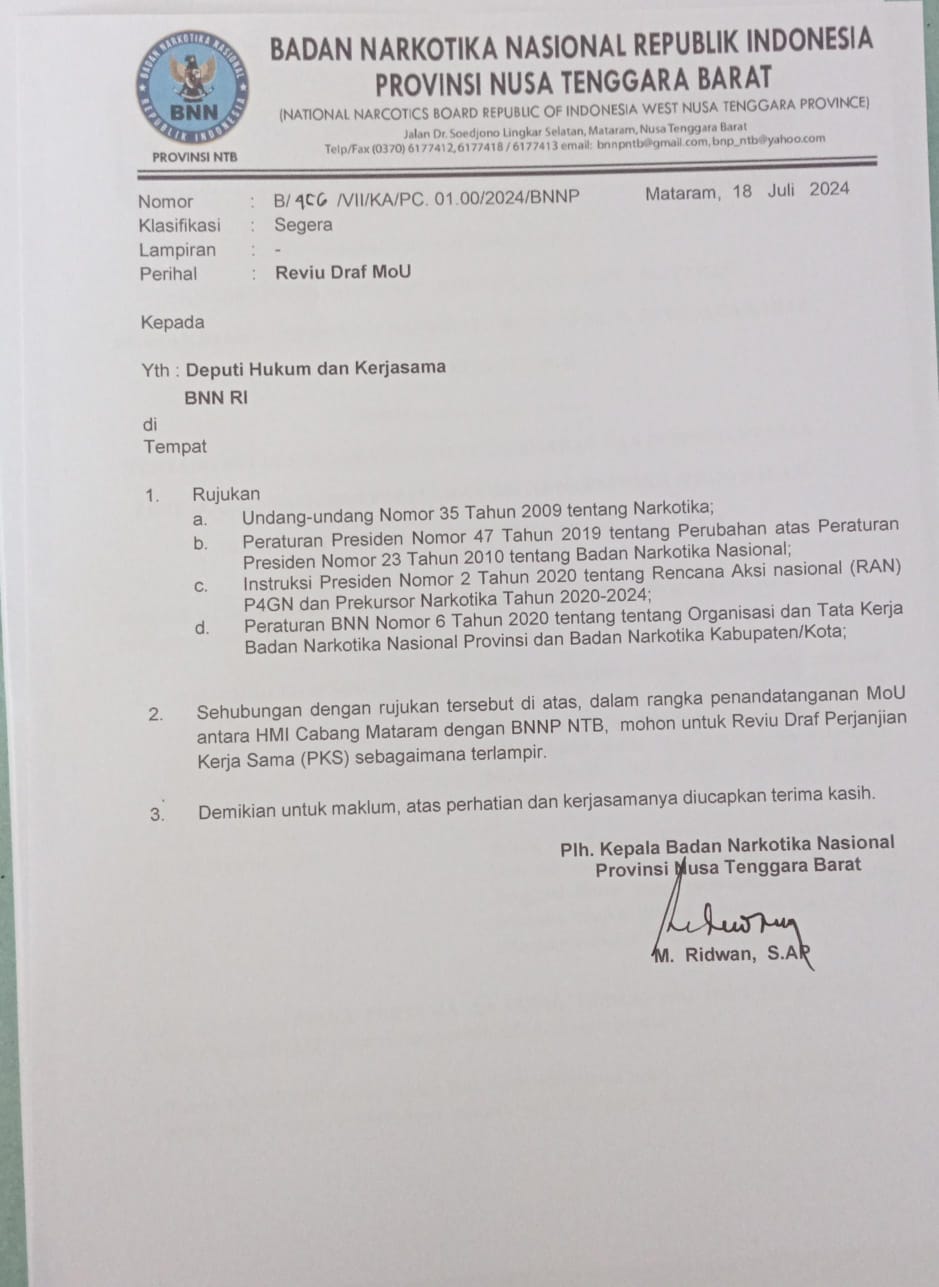 BADAN NARKOTIKA NASIONAL
REPUBLIK INDONESIA
BNN
PROVINSI NTB
BADAN NARKOTIKA NASIONAL REPUBLIK INDONESIA
PROVINSI NUSA TENGGARA BARAT
(NATIONAL NARCOTICS BOARD REPUBLIC OF INDONESIA WEST NUSA TENGGARA PROVINCE)
Jalan Dr. Soedjono Lingkar Selatan, Mataram, Nusa Tenggara Barat
Telp/Fax (0370) 6177412, 6177418 / 6177413 email: bnnpntb@gmail.com, bnp_ntb@yahoo.com
Nomor : B/ /VII/KA/PC. 01.00/2024/BNNP Mataram, 18 Juli 2024
Klasifikasi : Segera
Lampiran : -
Perihal : Reviu Draf MoU
Kepada
Yth : Deputi Hukum dan Kerjasama
BNN RI
di
Tempat
1. Rujukan
a. Undang-undang Nomor 35 Tahun 2009 tentang Narkotika;
b. Peraturan Presiden Nomor 47 Tahun 2019 tentang Perubahan atas Peraturan
Presiden Nomor 23 Tahun 2010 tentang Badan Narkotika Nasional;
c. Instruksi Presiden Nomor 2 Tahun 2020 tentang Rencana Aksi nasional (RAN)
P4GN dan Prekursor Narkotika Tahun 2020-2024;
d. Peraturan BNN Nomor 6 Tahun 2020 tentang tentang Organisasi dan Tata Kerja
Badan Narkotika Nasional Provinsi dan Badan Narkotika Kabupaten/Kota;
2. Sehubungan dengan rujukan tersebut di atas, dalam rangka penandatanganan MoU
antara HMI Cabang Mataram dengan BNNP NTB, mohon untuk Reviu Draf Perjanjian
Kerja Sama (PKS) sebagaimana terlampir.
3. Demikian untuk maklum, atas perhatian dan kerjasamanya diucapkan terima kasih.
Plh. Kepala Badan Narkotika Nasional
Provinsi Nusa Tenggara Barat
M. Ridwan, S.AP